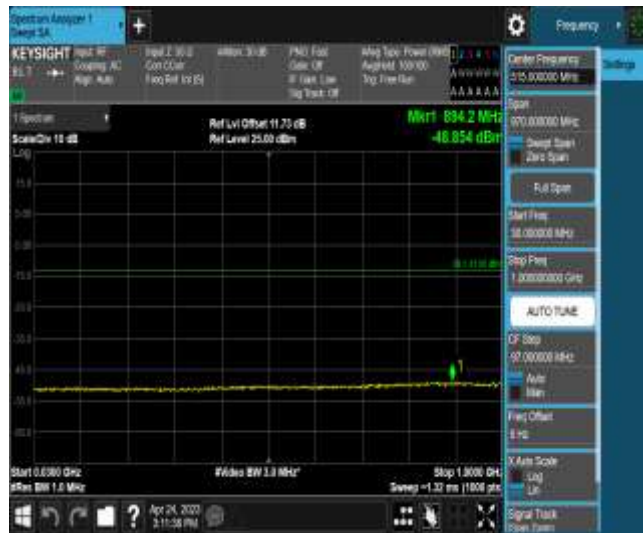 Spectrum Analyzer 1
Swept SA
+
Frequency
KEYSIGHT
Input: RF
Coupling: AC
Align: Auto
Input Z: 50 Ω
Corr CCorr
Freq Ref: Int (S)
Atten: 30 dB
PNO: Fast
Gate: Off
IF Gain: Low
Sig Track: Off
Avg Type: Power (RMS)
Avg|Hold: 100/100
Trig: Free Run
A A A A A A
1 Spectrum
Scale/Div 10 dB
Ref Lvl Offset 11.73 dB
Ref Level 25.00 dBm
Mkr1 894.2 MHz
-48.854 dBm
Log
15.0
5.00
1
Start 0.0300 GHz
#Res BW 1.0 MHz
#Video BW 3.0 MHz*
Stop 1.0000 GHz
Sweep ~1.32 ms (1000 pts)
Apr 24, 2023
3:11:38 PM
?
Center Frequency
515.000000 MHz
Settings
Span
970.000000 MHz
Swept Span
Zero Span
Full Span
Start Freq
30.000000 MHz
Stop Freq
1.000000000 GHz
AUTO TUNE
CF Step
97.000000 MHz
Auto
Man
Freq Offset
0 Hz
X Axis Scale
Log
Lin
Signal Track